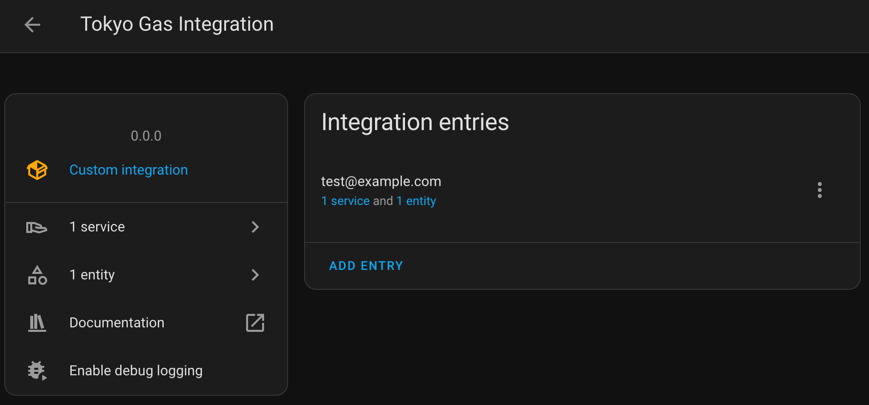 Tokyo Gas Integration
0.0.0
Custom integration
1 service
1 entity
Documentation
Enable debug logging
Integration entries
test@example.com
1 service and 1 entity
ADD ENTRY